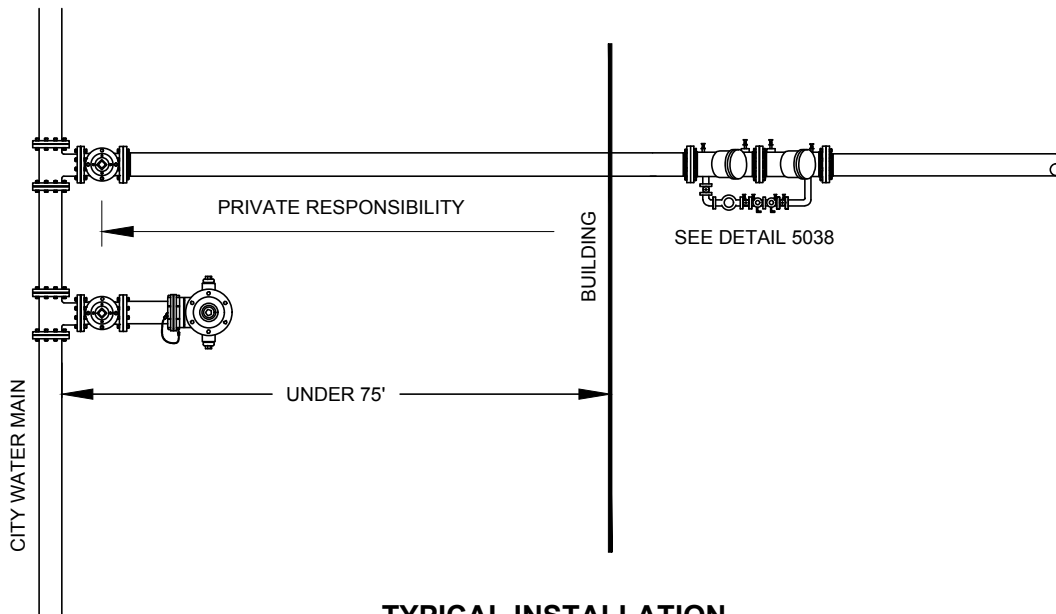 PRIVATE RESPONSIBILITY
SEE DETAIL 5038
BUILDING
UNDER 75'
CITY WATER MAIN
TYPICAL INSTALLATION